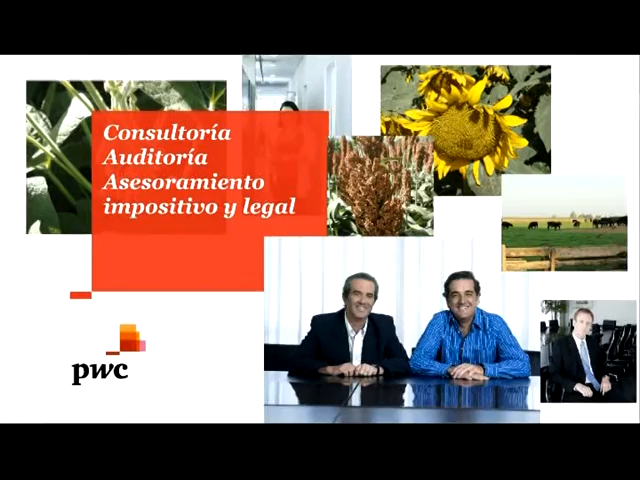 Consultoría
Auditoría
Asesoramiento
impositivo y legal
pwc